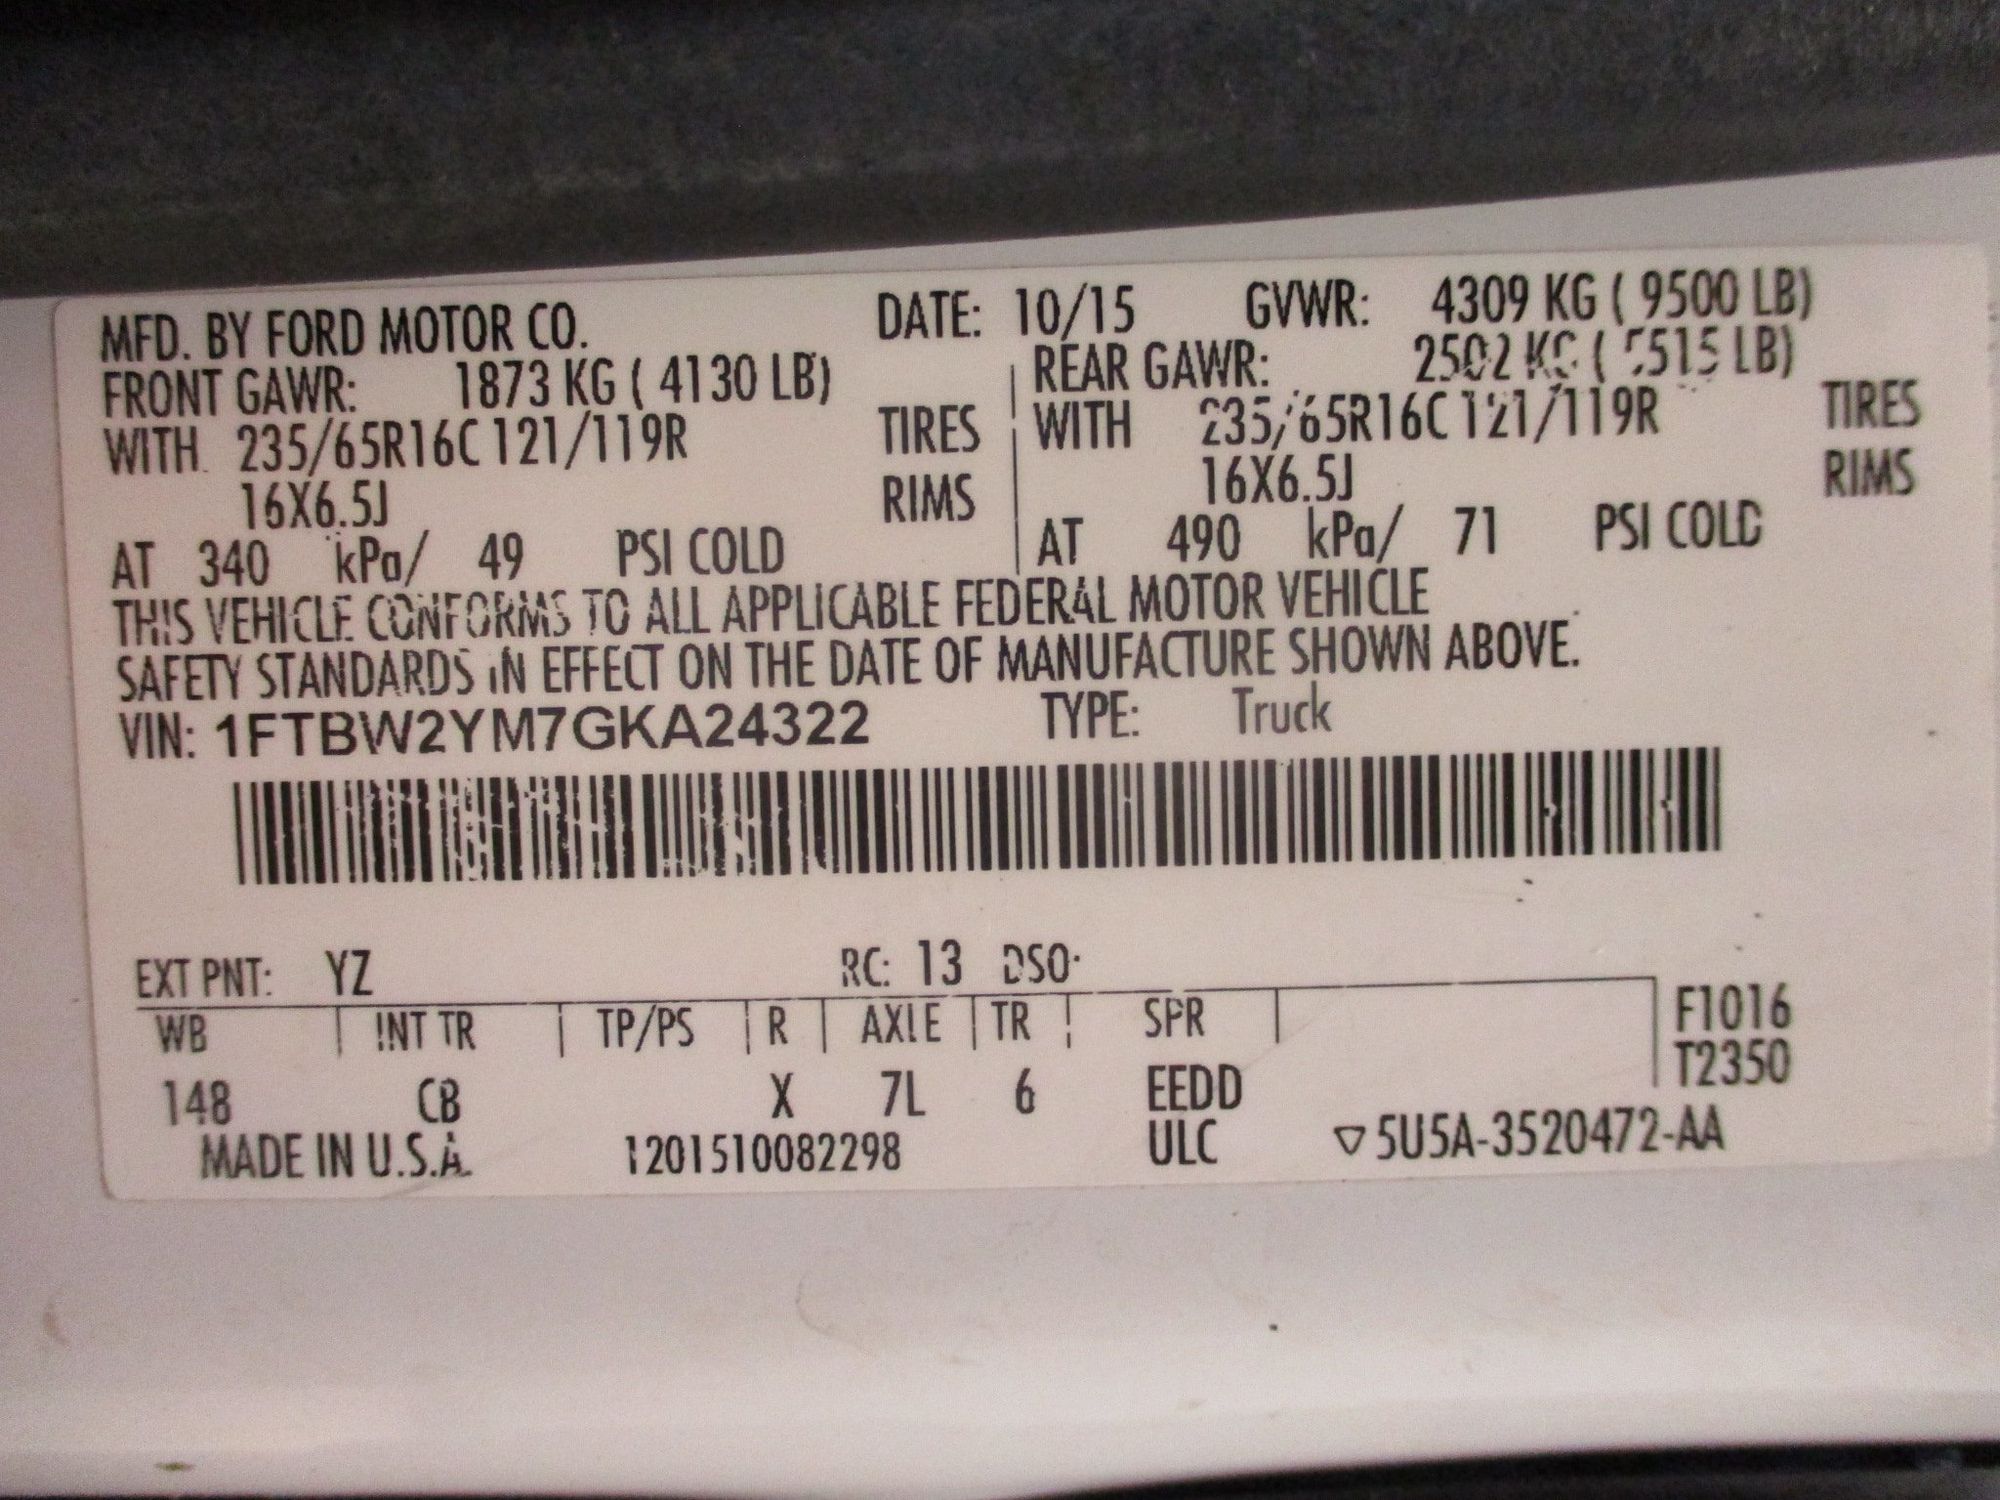 MFD. BY FORD MOTOR CO. DATE: 10/15 GVWR: 4309 KG ( 9500 LB)
FRONT GAWR: 1873 KG ( 4130 LB) REAR GAWR: 2502 KG ( 5515 LB)
WITH 235/65R16C 121/119R TIRES WITH 235/65R16C 121/119R TIRES
16X6.5J RIMS 16X6.5J RIMS
AT 340 kPa/ 49 PSI COLD AT 490 kPa/ 71 PSI COLD
THIS VEHICLE CONFORMS TO ALL APPLICABLE FEDERAL MOTOR VEHICLE
SAFETY STANDARDS IN EFFECT ON THE DATE OF MANUFACTURE SHOWN ABOVE.
VIN: 1FTBW2YM7GKA24322 TYPE: Truck
EXT PNT: YZ RC: 13 DSO:
WB INT TR TP/PS R AXLE TR SPR F1016
T2350
148 CB X 7L 6 EEDD
MADE IN U.S.A. 1201510082298 ULC ▽5U5A-3520472-AA